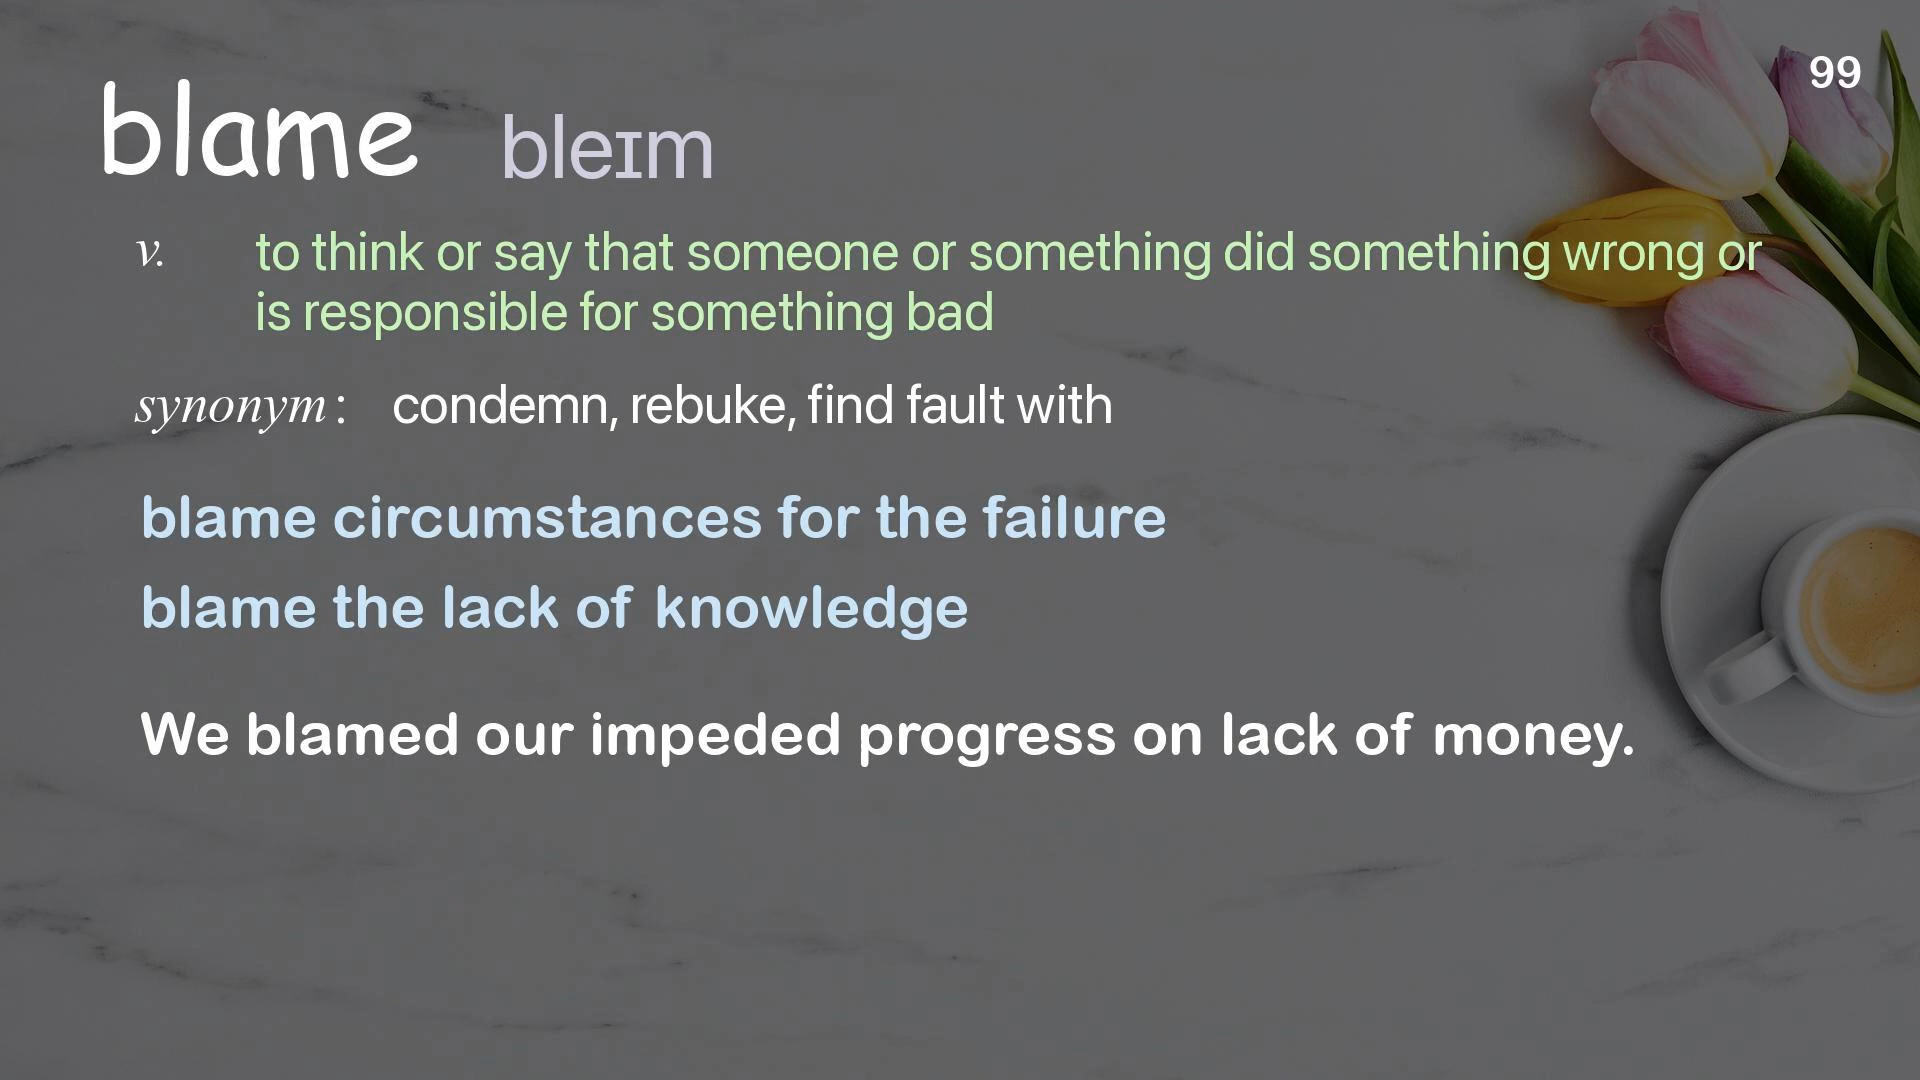 99
blame bleɪm
v. to think or say that someone or something did something wrong or
is responsible for something bad
synonym: condemn, rebuke, find fault with
blame circumstances for the failure
blame the lack of knowledge
We blamed our impeded progress on lack of money.